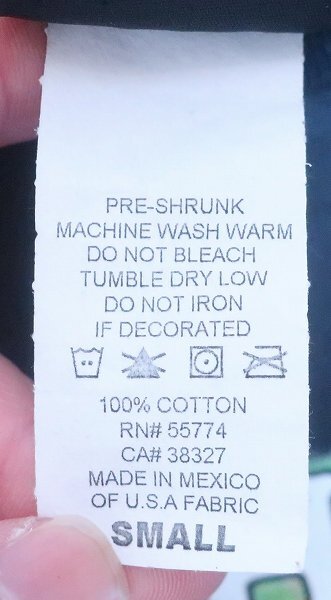 PRE-SHRUNK
MACHINE WASH WARM
DO NOT BLEACH
TUMBLE DRY LOW
DO NOT IRON
IF DECORATED
100% COTTON
RN# 55774
CA# 38327
MADE IN MEXICO
OF U.S.A FABRIC
SMALL